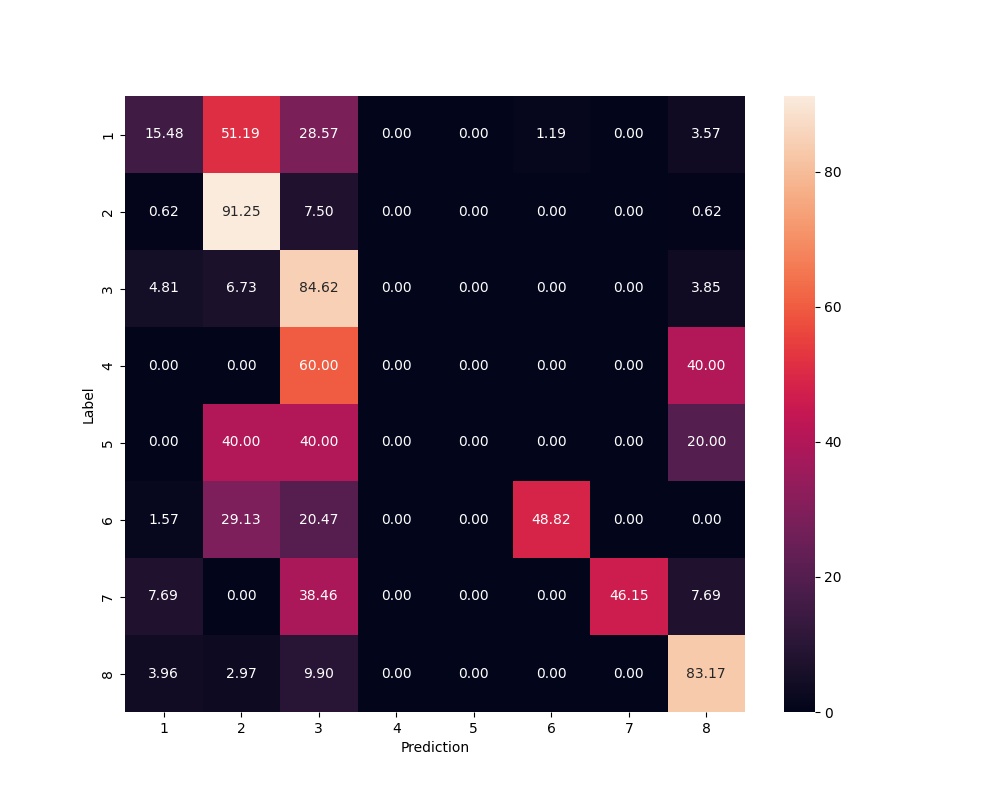 1 15.48 51.19 28.57 0.00 0.00 1.19 0.00 3.57
2 0.62 91.25 7.50 0.00 0.00 0.00 0.00 0.62
3 4.81 6.73 84.62 0.00 0.00 0.00 0.00 3.85
4 0.00 0.00 60.00 0.00 0.00 0.00 0.00 40.00
5 0.00 40.00 40.00 0.00 0.00 0.00 0.00 20.00
6 1.57 29.13 20.47 0.00 0.00 48.82 0.00 0.00
7 7.69 0.00 38.46 0.00 0.00 0.00 46.15 7.69
8 3.96 2.97 9.90 0.00 0.00 0.00 0.00 83.17
1 2 3 4 5 6 7 8
Prediction
Label
80
60
40
20
0